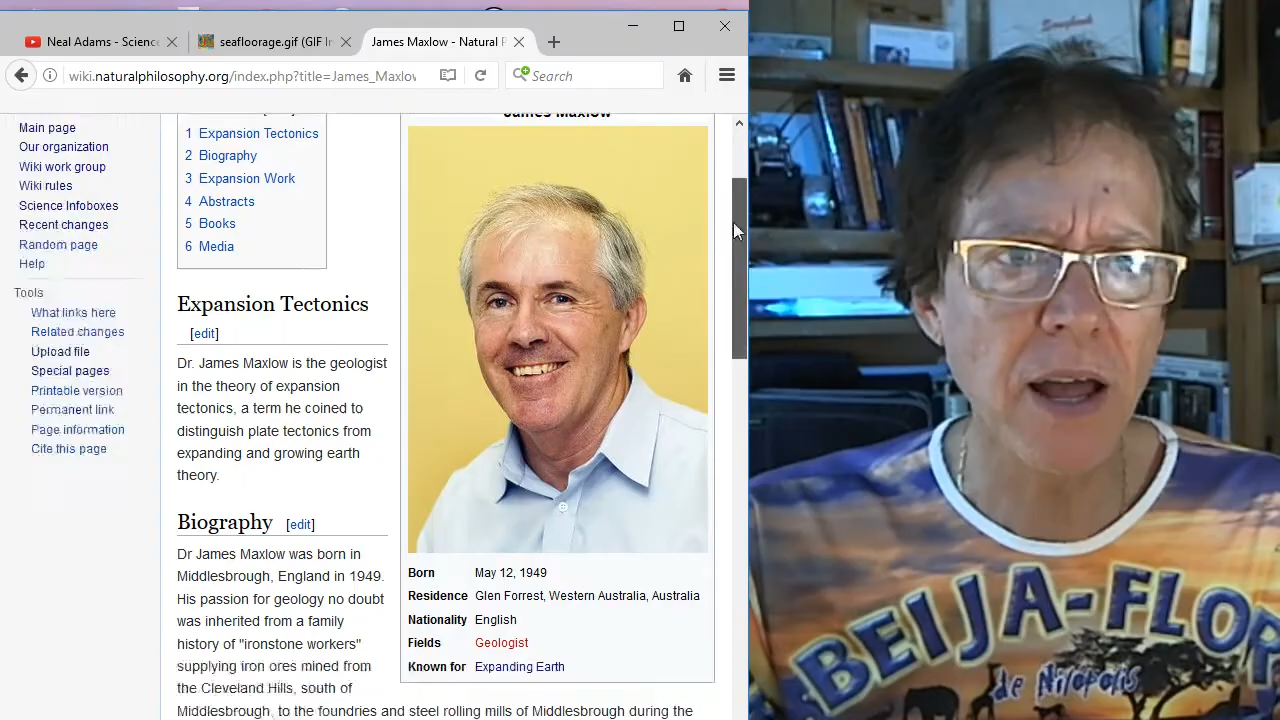 Neal Adams - Scienc
seafloorage.gif (GIF Ir
James Maxlow - Natural P
wiki.naturalphilosophy.org/index.php?title=James_Maxlov
Search
Main page
Our organization
Wiki work group
Wiki rules
Science Infoboxes
Recent changes
Random page
Help
Tools
What links here
Related changes
Upload file
Special pages
Printable version
Permanent link
Page information
Cite this page
1 Expansion Tectonics
2 Biography
3 Expansion Work
4 Abstracts
5 Books
6 Media
Expansion Tectonics
[edit]
Dr. James Maxlow is the geologist
in the theory of expansion
tectonics, a term he coined to
distinguish plate tectonics from
expanding and growing earth
theory.
Biography [edit]
Dr James Maxlow was born in
Middlesbrough, England in 1949.
His passion for geology no doubt
was inherited from a family
history of "ironstone workers"
supplying iron ores mined from
the Cleveland Hills, south of
Middlesbrough, to the foundries and steel rolling mills of Middlesbrough during the
James Maxlow
Born May 12, 1949
Residence Glen Forrest, Western Australia, Australia
Nationality English
Fields Geologist
Known for Expanding Earth
BEIJA-FLOR
de Nilópolis